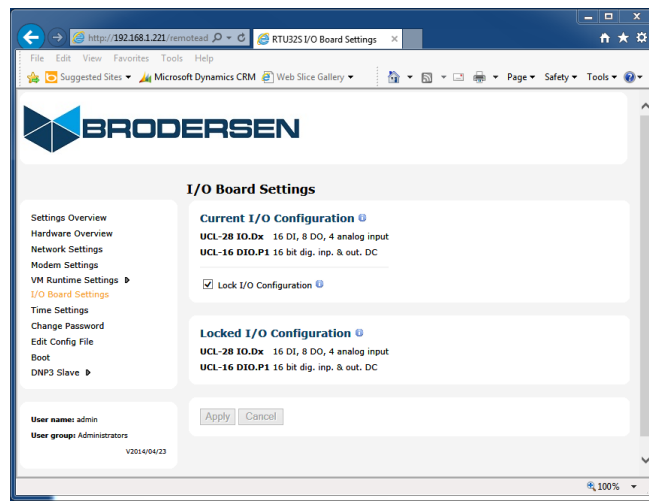 http://192.168.1.221/remotead
RTU32S I/O Board Settings
File Edit View Favorites Tools Help
Suggested Sites Microsoft Dynamics CRM Web Slice Gallery Page Safety Tools
BRODERSEN
I/O Board Settings
Settings Overview
Hardware Overview
Network Settings
Modem Settings
VM Runtime Settings
I/O Board Settings
Time Settings
Change Password
Edit Config File
Boot
DNP3 Slave
User name: admin
User group: Administrators
V2014/04/23
Current I/O Configuration
UCL-28 IO.Dx 16 DI, 8 DO, 4 analog input
UCL-16 DIO.P1 16 bit dig. inp. & out. DC
Lock I/O Configuration
Locked I/O Configuration
UCL-28 IO.Dx 16 DI, 8 DO, 4 analog input
UCL-16 DIO.P1 16 bit dig. inp. & out. DC
Apply Cancel
100%